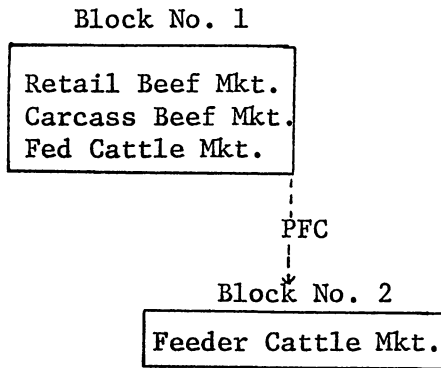 Block No. 1
Retail Beef Mkt.
Carcass Beef Mkt.
Fed Cattle Mkt.
PFC
Block No. 2
Feeder Cattle Mkt.